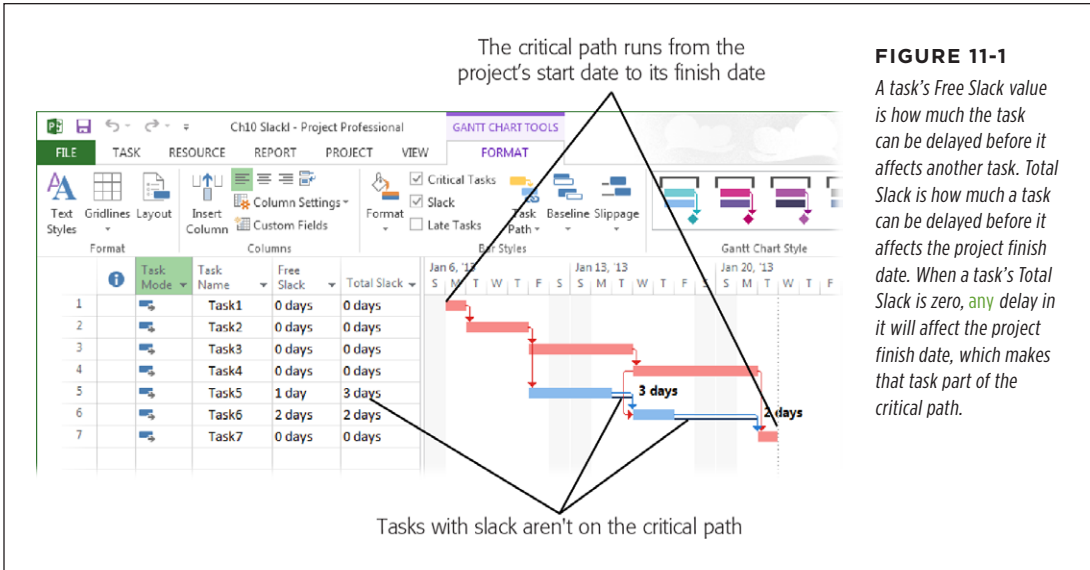 The critical path runs from the
project's start date to its finish date
FIGURE 11-1
A task's Free Slack value
is how much the task
can be delayed before it
affects another task. Total
Slack is how much a task
can be delayed before it
affects the project finish
date. When a task's Total
Slack is zero, any delay in
it will affect the project
finish date, which makes
that task part of the
critical path.
Ch10 SlackI - Project Professional
GANTT CHART TOOLS
FILE TASK RESOURCE REPORT PROJECT VIEW FORMAT
Text Styles
Gridlines
Layout
Format
Insert Column
Column Settings
Custom Fields
Columns
Format
Critical Tasks
Slack
Late Tasks
Task Path
Baseline
Slippage
Bar Styles
Gantt Chart Style
Task Mode
Task Name
Free Slack
Total Slack
Jan 6, '13 Jan 13, '13 Jan 20, '13
S M T W T F S S M T W T F S S M T W T F
1 Task1 0 days 0 days
2 Task2 0 days 0 days
3 Task3 0 days 0 days
4 Task4 0 days 0 days
5 Task5 1 day 3 days
3 days
6 Task6 2 days 2 days
2 days
7 Task7 0 days 0 days
Tasks with slack aren't on the critical path